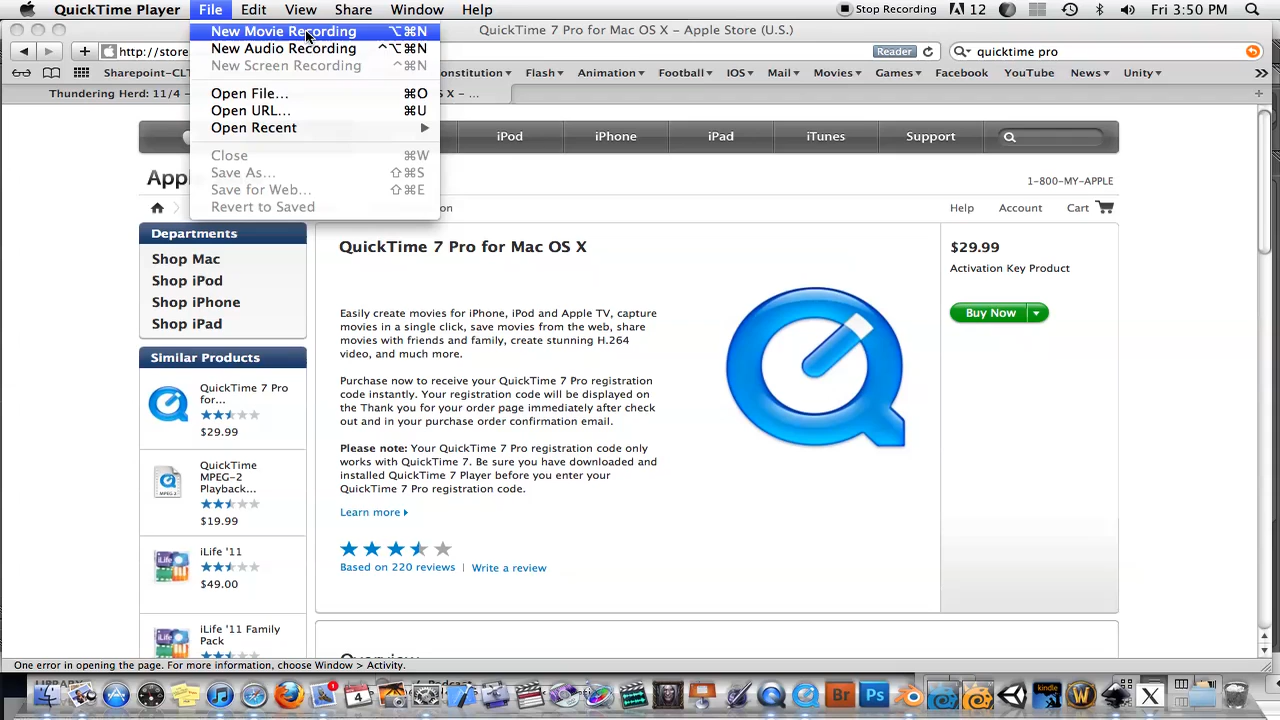 QuickTime Player File Edit View Share Window Help Stop Recording 12 Fri 3:50 PM
New Movie Recording ⌥⌘N
New Audio Recording ^⌥⌘N
New Screen Recording ^⌘N
Open File... ⌘O
Open URL... ⌘U
Open Recent
Close ⌘W
Save As... ⇧⌘S
Save for Web... ⇧⌘E
Revert to Saved
QuickTime 7 Pro for Mac OS X – Apple Store (U.S.)
http://store
Reader
quicktime pro
Sharepoint-CLT
Constitution Flash Animation Football IOS Mail Movies Games Facebook YouTube News Unity
Thundering Herd: 11/4 –
X – ...
iPod iPhone iPad iTunes Support
1-800-MY-APPLE
Help Account Cart
Departments
Shop Mac
Shop iPod
Shop iPhone
Shop iPad
Similar Products
QuickTime 7 Pro
for...
$29.99
QuickTime
MPEG-2
Playback...
$19.99
iLife '11
$49.00
iLife '11 Family
Pack
QuickTime 7 Pro for Mac OS X
Easily create movies for iPhone, iPod and Apple TV, capture
movies in a single click, save movies from the web, share
movies with friends and family, create stunning H.264
video, and much more.
Purchase now to receive your QuickTime 7 Pro registration
code instantly. Your registration code will be displayed on
the Thank you for your order page immediately after check
out and in your purchase order confirmation email.
Please note: Your QuickTime 7 Pro registration code only
works with QuickTime 7. Be sure you have downloaded and
installed QuickTime 7 Player before you enter your
QuickTime 7 Pro registration code.
Learn more
Based on 220 reviews | Write a review
$29.99
Activation Key Product
Buy Now
One error in opening the page. For more information, choose Window > Activity.